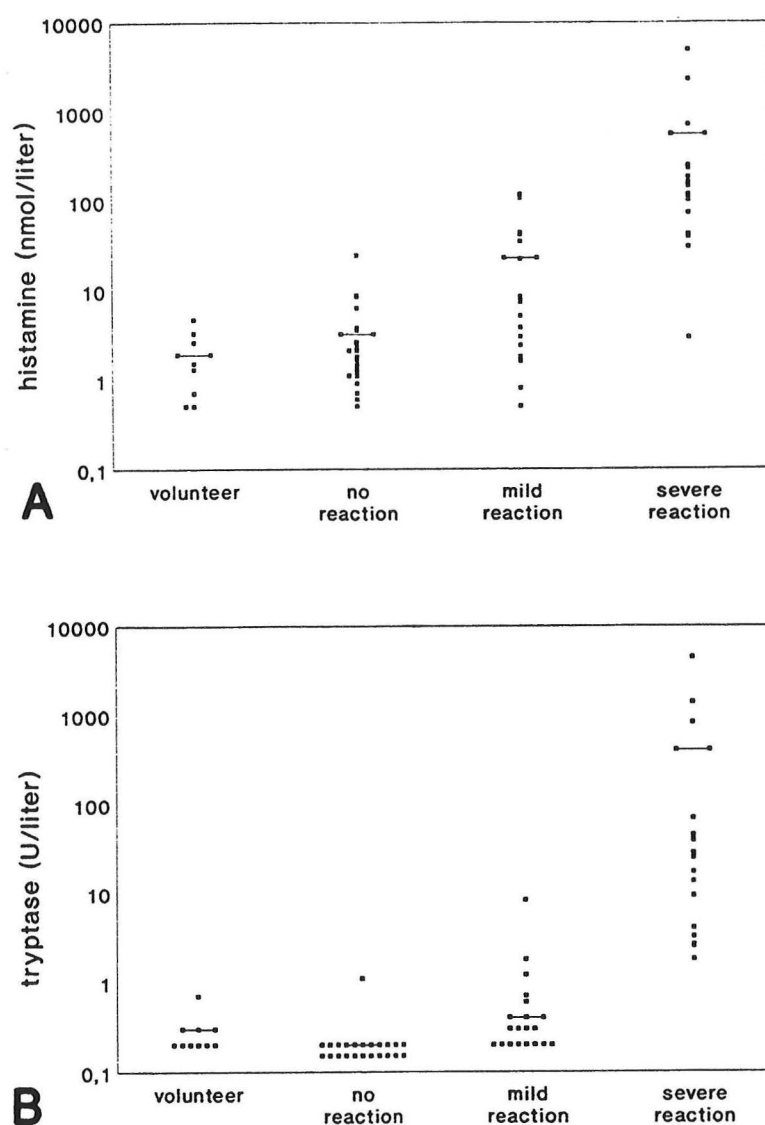 10000
1000
100
10
1
0,1
histamine (nmol/liter)
volunteer
no
reaction
mild
reaction
severe
reaction
A
10000
1000
100
10
1
0,1
tryptase (U/liter)
volunteer
no
reaction
mild
reaction
severe
reaction
B